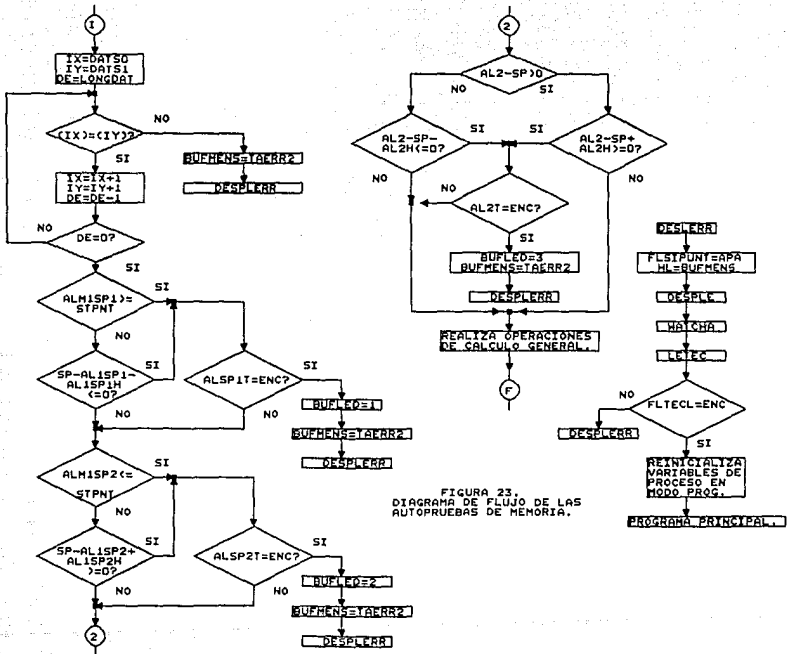 I
IX=DATS0
IY=DATS1
DE=LONGDAT
(IX)=(IY)?
NO
SI
BUFMENS=TAERR2
DESPLERR
IX=IX+1
IY=IY+1
DE=DE-1
NO
DE=0?
SI
ALM1SP1>=
STPNT
SI
NO
SP-AL1SP1-
AL1SP1H
<=0?
SI
NO
ALSP1T=ENC?
SI
NO
BUFLED=1
BUFMENS=TAERR2
DESPLERR
ALM1SP2<=
STPNT
SI
NO
SP-AL1SP2+
AL1SP2H
>=0?
SI
NO
ALSP2T=ENC?
SI
NO
BUFLED=2
BUFMENS=TAERR2
DESPLERR
2
2
AL2-SP>0
NO
SI
AL2-SP-
AL2H<=0?
SI
NO
AL2-SP+
AL2H>=0?
SI
NO
NO
AL2T=ENC?
SI
BUFLED=3
BUFMENS=TAERR2
DESPLERR
REALIZA OPERACIONES
DE CALCULO GENERAL.
F
DESLERR
FLSIPUNT=APA
HL=BUFMENS
DESPLE
WATCHA
LETEC
NO
FLTECL=ENC
SI
DESPLERR
REINICIALIZA
VARIABLES DE
PROCESO EN
MODO PROG.
PROGRAMA PRINCIPAL.
FIGURA 23.
DIAGRAMA DE FLUJO DE LAS
AUTOPRUEBAS DE MEMORIA.